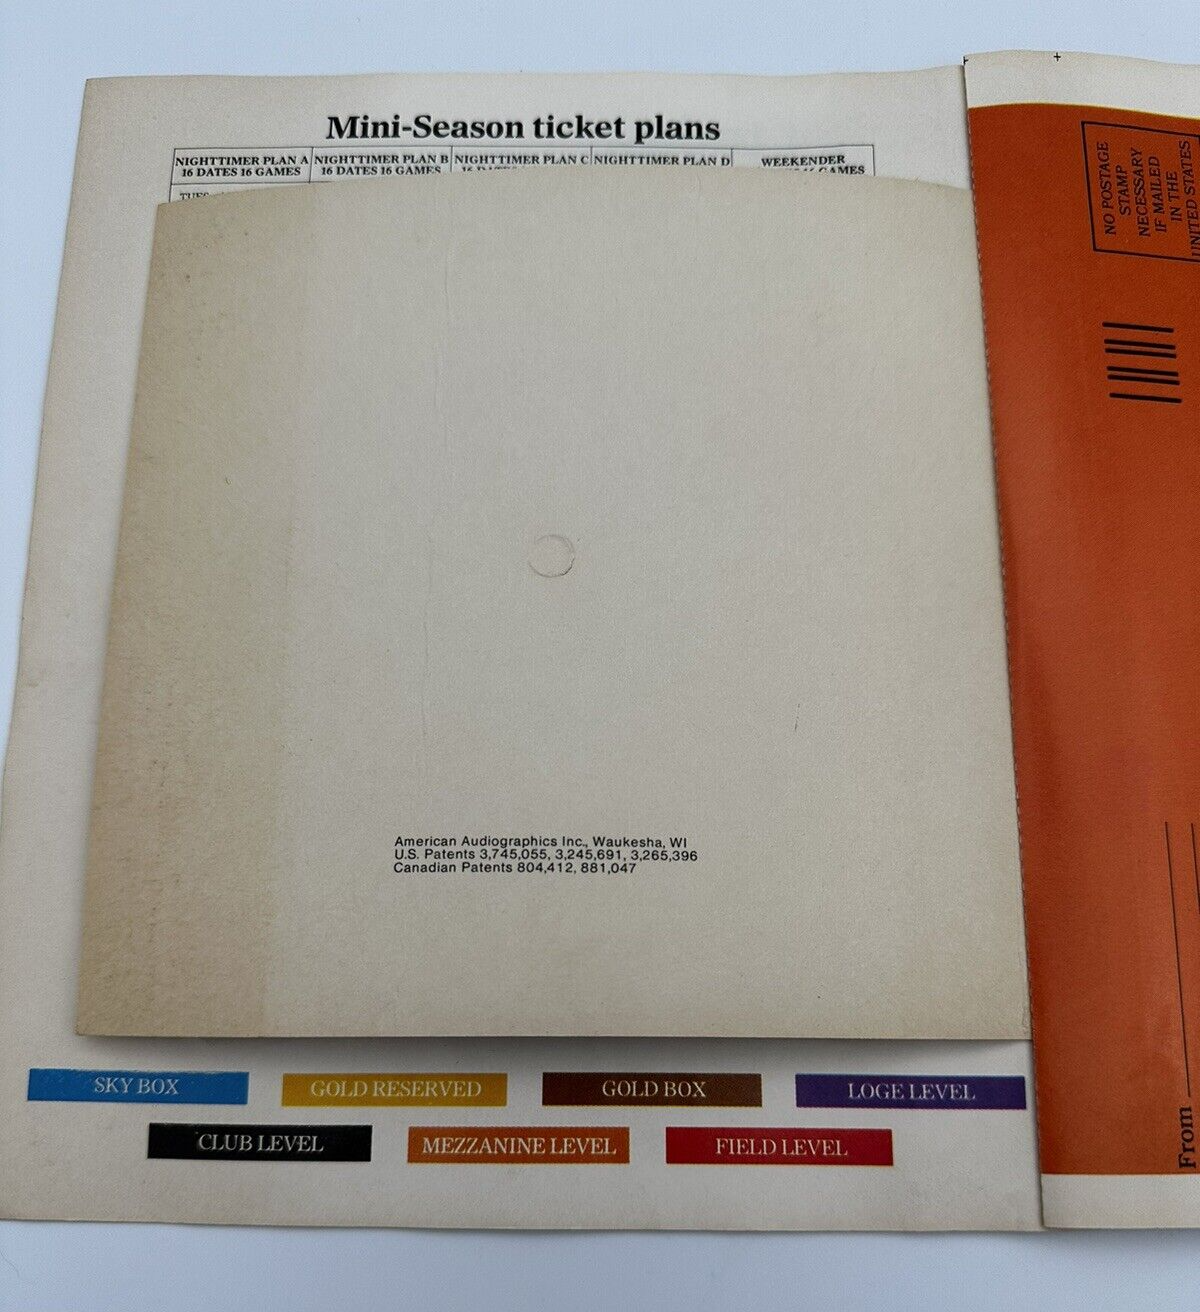 Mini-Season ticket plans
NIGHTTIMER PLAN A NIGHTTIMER PLAN B NIGHTTIMER PLAN C NIGHTTIMER PLAN D WEEKENDER
16 DATES 16 GAMES 16 DATES 16 GAMES 16 DATES GAMES
NO POSTAGE
STAMP
NECESSARY
IF MAILED
IN THE
UNITED STATES
American Audiographics Inc., Waukesha, WI
U.S. Patents 3,745,055, 3,245,691, 3,265,396
Canadian Patents 804,412, 881,047
SKY BOX GOLD RESERVED GOLD BOX LOGE LEVEL
CLUB LEVEL MEZZANINE LEVEL FIELD LEVEL
From